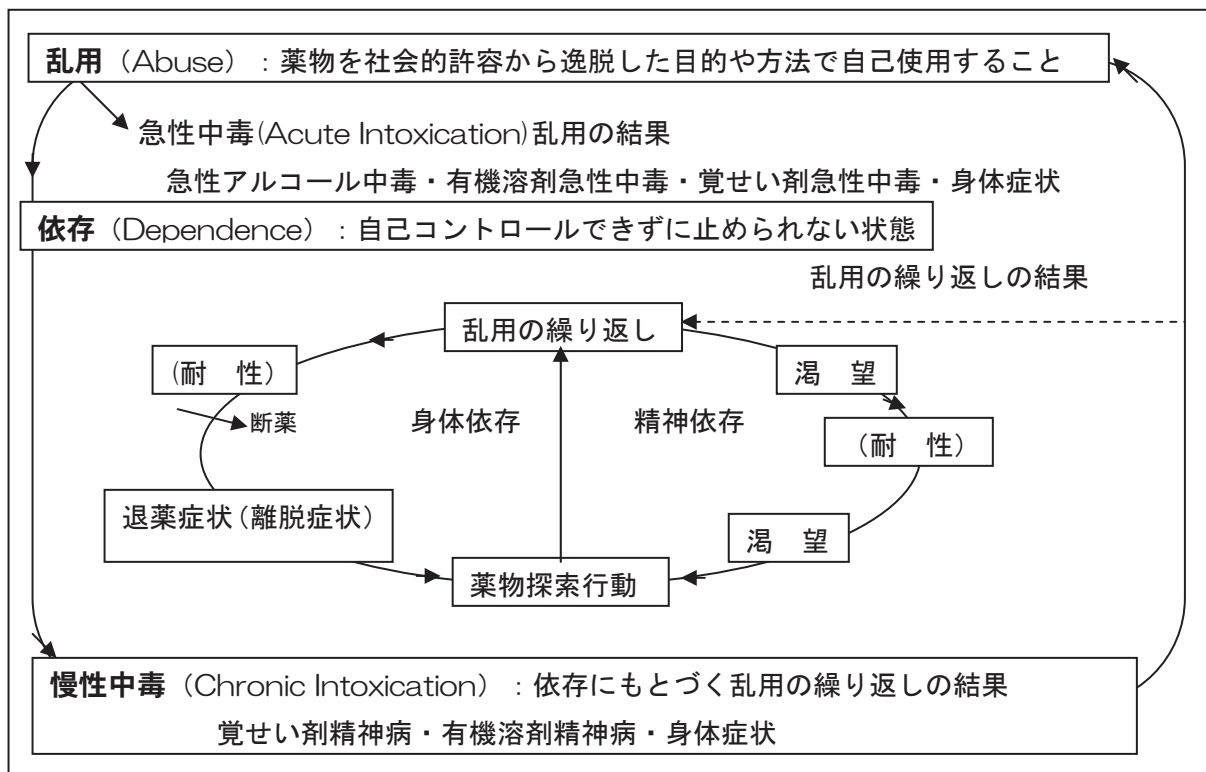 乱用（Abuse）：薬物を社会的許容から逸脱した目的や方法で自己使用すること
急性中毒(Acute Intoxication)乱用の結果
急性アルコール中毒・有機溶剤急性中毒・覚せい剤急性中毒・身体症状
依存（Dependence）：自己コントロールできずに止められない状態
乱用の繰り返しの結果
乱用の繰り返し
(耐　性)
渇　望
断薬
身体依存
精神依存
（耐　性）
退薬症状(離脱症状)
渇　望
薬物探索行動
慢性中毒（Chronic Intoxication）：依存にもとづく乱用の繰り返しの結果
覚せい剤精神病・有機溶剤精神病・身体症状